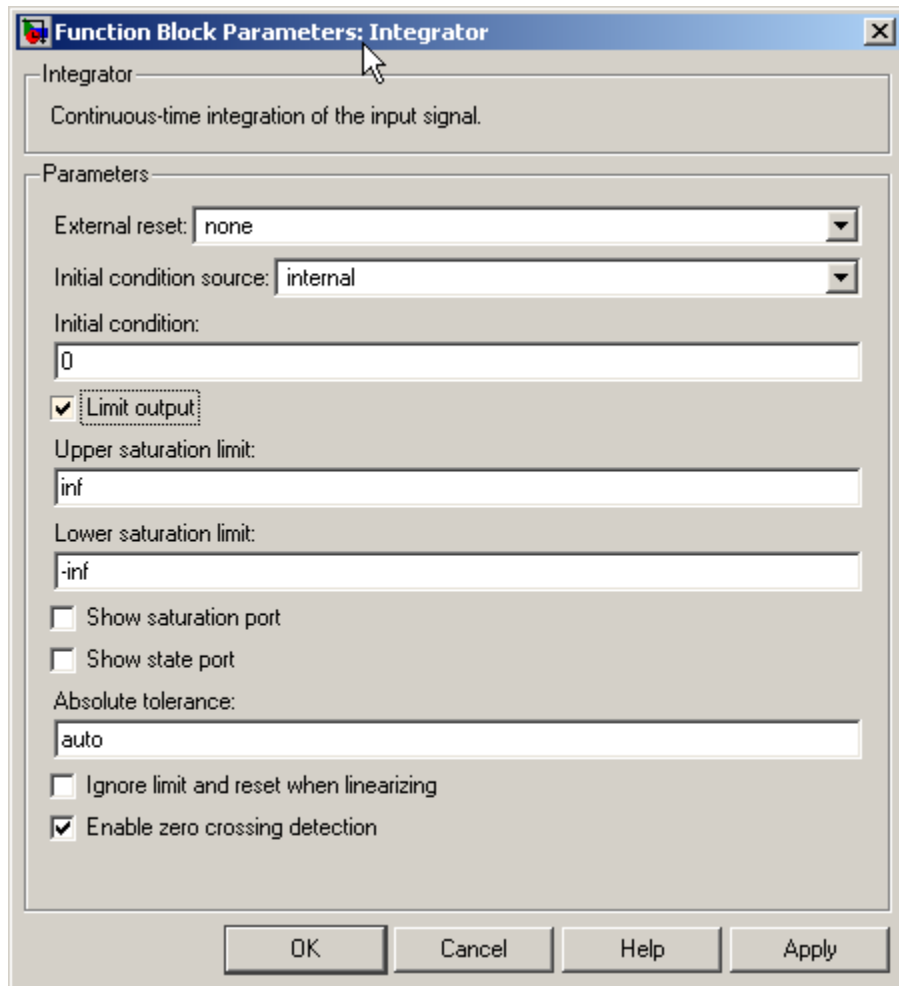 Function Block Parameters: Integrator
Integrator
Continuous-time integration of the input signal.
Parameters
External reset: none
Initial condition source: internal
Initial condition:
0
Limit output
Upper saturation limit:
inf
Lower saturation limit:
-inf
Show saturation port
Show state port
Absolute tolerance:
auto
Ignore limit and reset when linearizing
Enable zero crossing detection
OK Cancel Help Apply